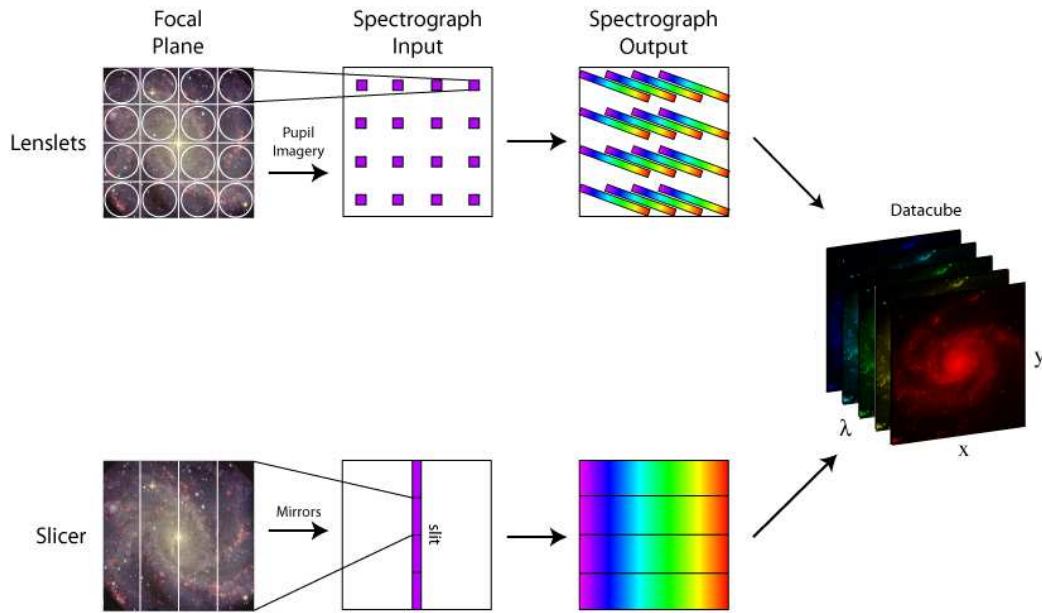 Focal
Plane
Spectrograph
Input
Spectrograph
Output
Lenslets
Pupil
Imagery
Datacube
y
λ
x
Slicer
Mirrors
slit